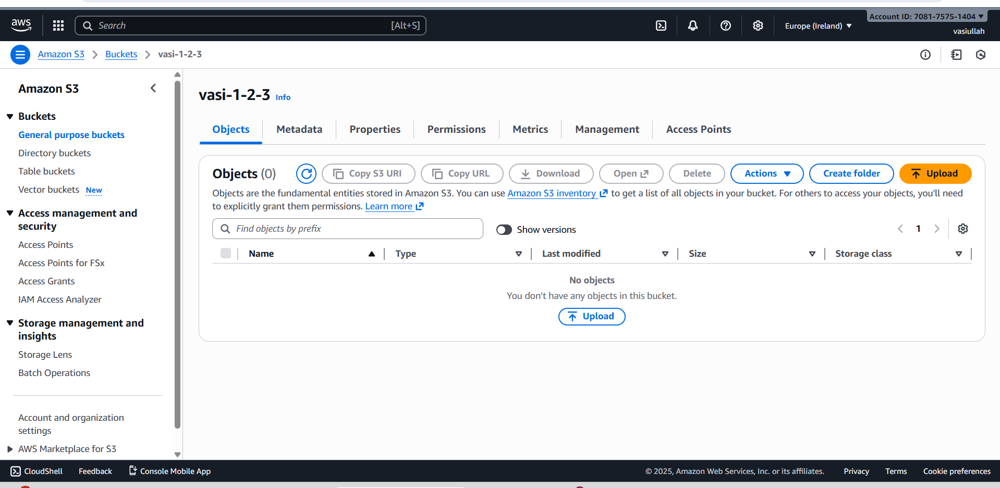 aws
Search [Alt+S]
Europe (Ireland)
Account ID: 7081-7575-1404
vasiullah
Amazon S3 Buckets vasi-1-2-3
Amazon S3
Buckets
General purpose buckets
Directory buckets
Table buckets
Vector buckets New
Access management and
security
Access Points
Access Points for FSx
Access Grants
IAM Access Analyzer
Storage management and
insights
Storage Lens
Batch Operations
Account and organization
settings
AWS Marketplace for S3
vasi-1-2-3 Info
Objects Metadata Properties Permissions Metrics Management Access Points
Objects (0) Copy S3 URI Copy URL Download Open Delete Actions Create folder Upload
Objects are the fundamental entities stored in Amazon S3. You can use Amazon S3 inventory to get a list of all objects in your bucket. For others to access your objects, you'll need
to explicitly grant them permissions. Learn more
Find objects by prefix Show versions 1
Name Type Last modified Size Storage class
No objects
You don't have any objects in this bucket.
Upload
CloudShell Feedback Console Mobile App © 2025, Amazon Web Services, Inc. or its affiliates. Privacy Terms Cookie preferences